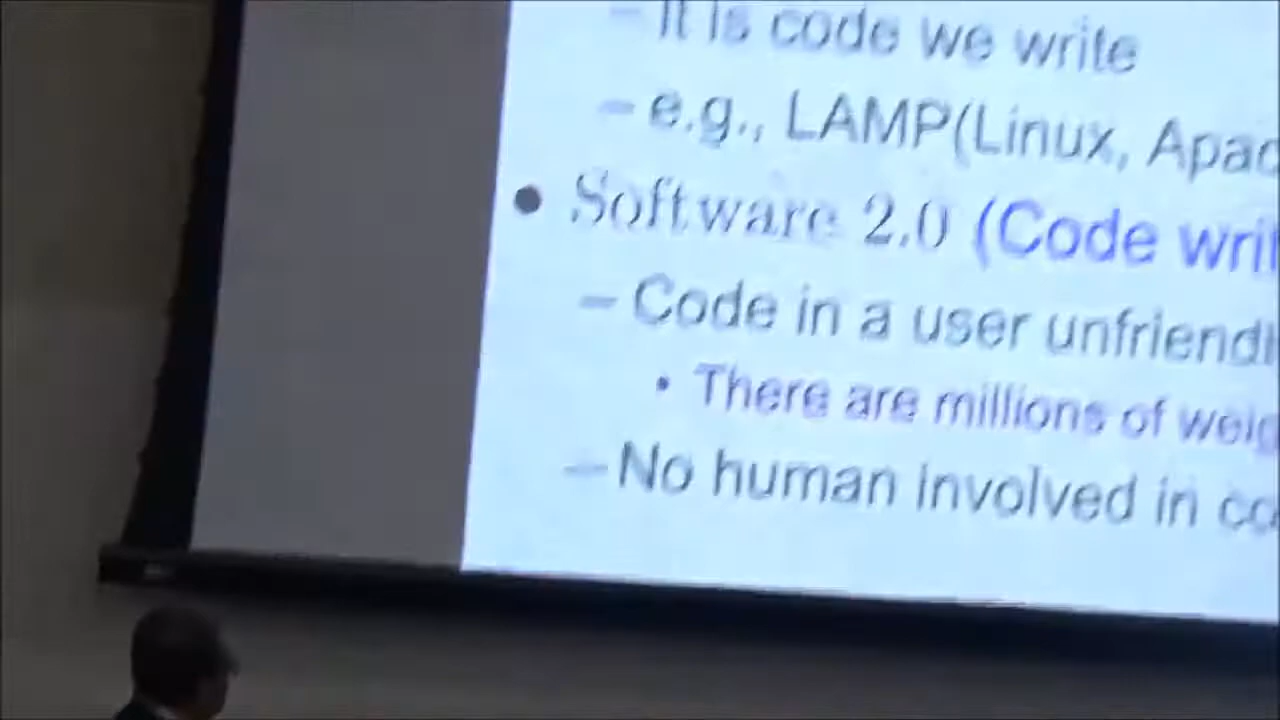 – It is code we write
– e.g., LAMP(Linux, Apac
• Software 2.0 (Code wri
– Code in a user unfriendl
• There are millions of weig
– No human involved in co